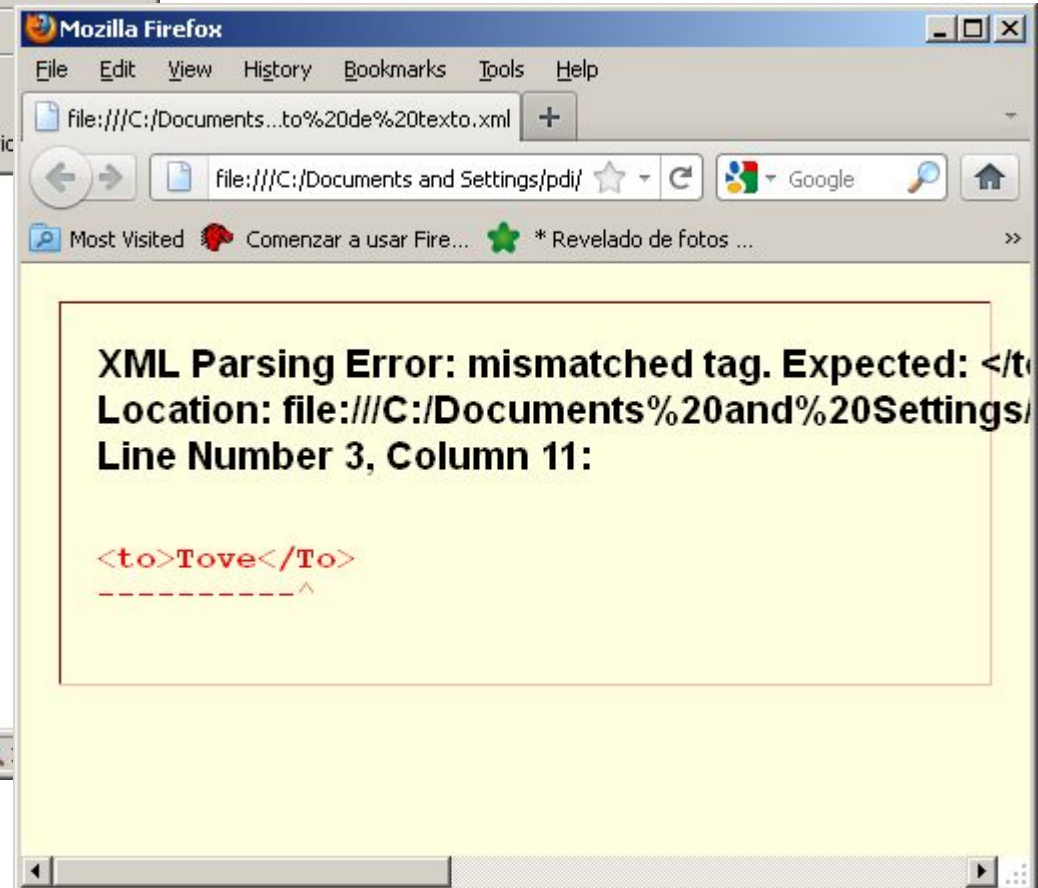 Mozilla Firefox
File Edit View History Bookmarks Tools Help
file:///C:/Documents...to%20de%20texto.xml
file:///C:/Documents and Settings/pdi/ Google
Most Visited Comenzar a usar Fire... * Revelado de fotos ... »
XML Parsing Error: mismatched tag. Expected: </t
Location: file:///C:/Documents%20and%20Settings/
Line Number 3, Column 11:
<to>Tove</To>
----------^